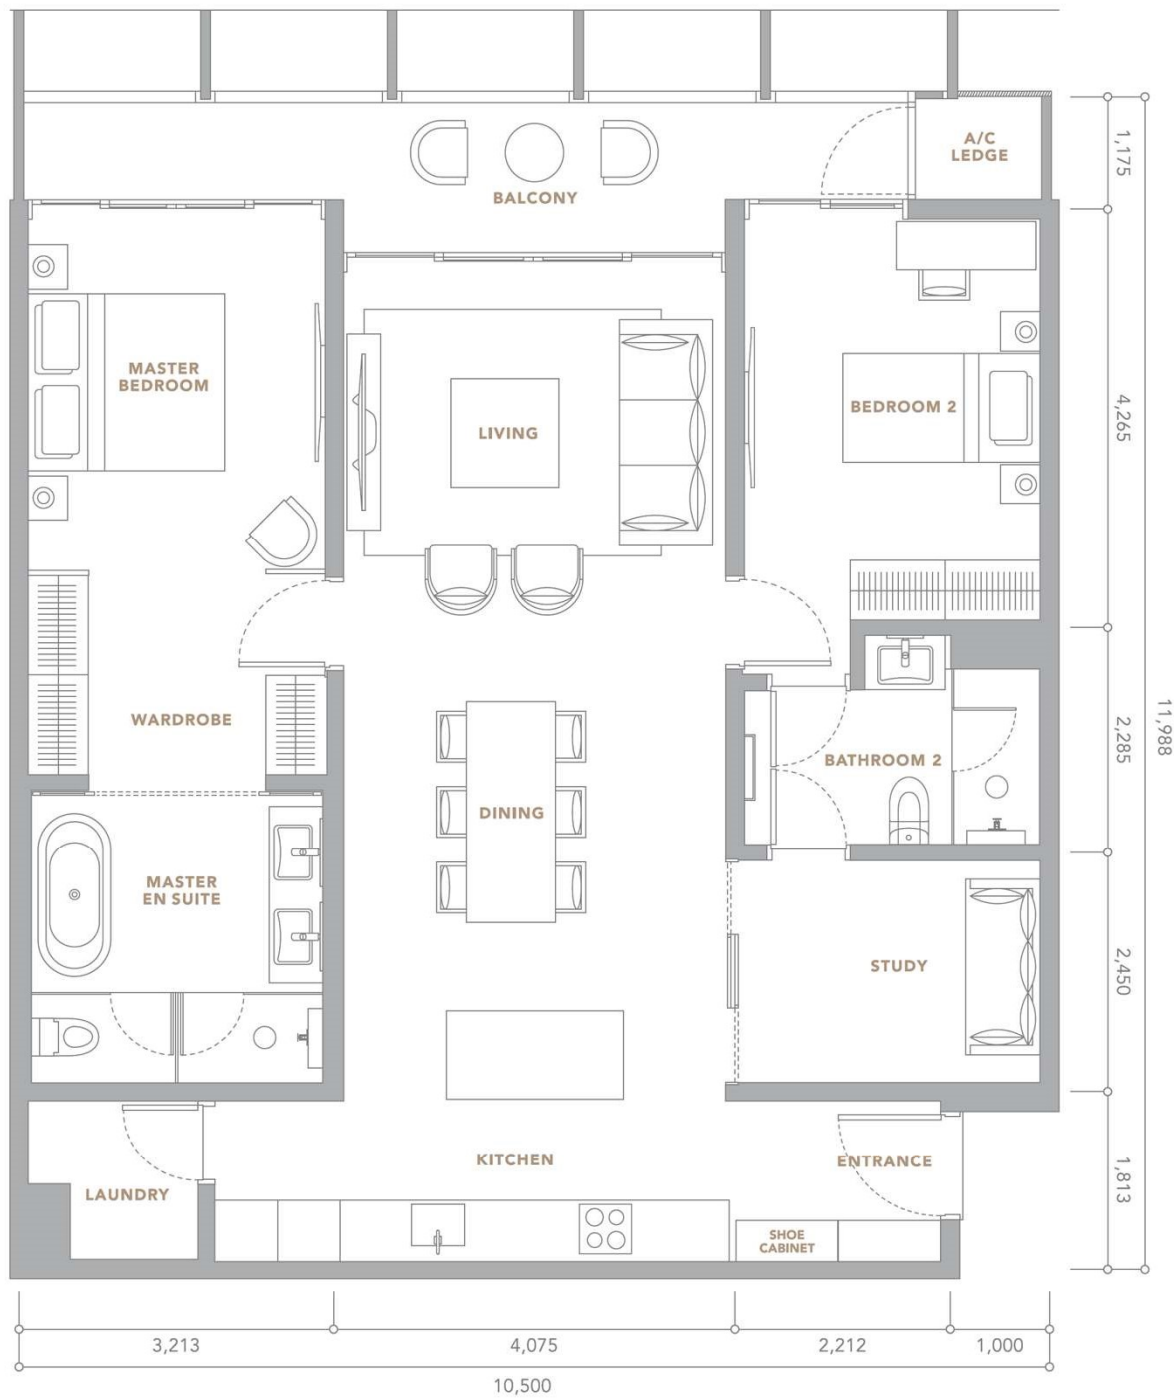 A/C
LEDGE
1,175
BALCONY
MASTER
BEDROOM
LIVING
BEDROOM 2
4,265
WARDROBE
DINING
BATHROOM 2
2,285
11,988
MASTER
EN SUITE
STUDY
2,450
KITCHEN
ENTRANCE
1,813
LAUNDRY
SHOE
CABINET
3,213
4,075
2,212
1,000
10,500